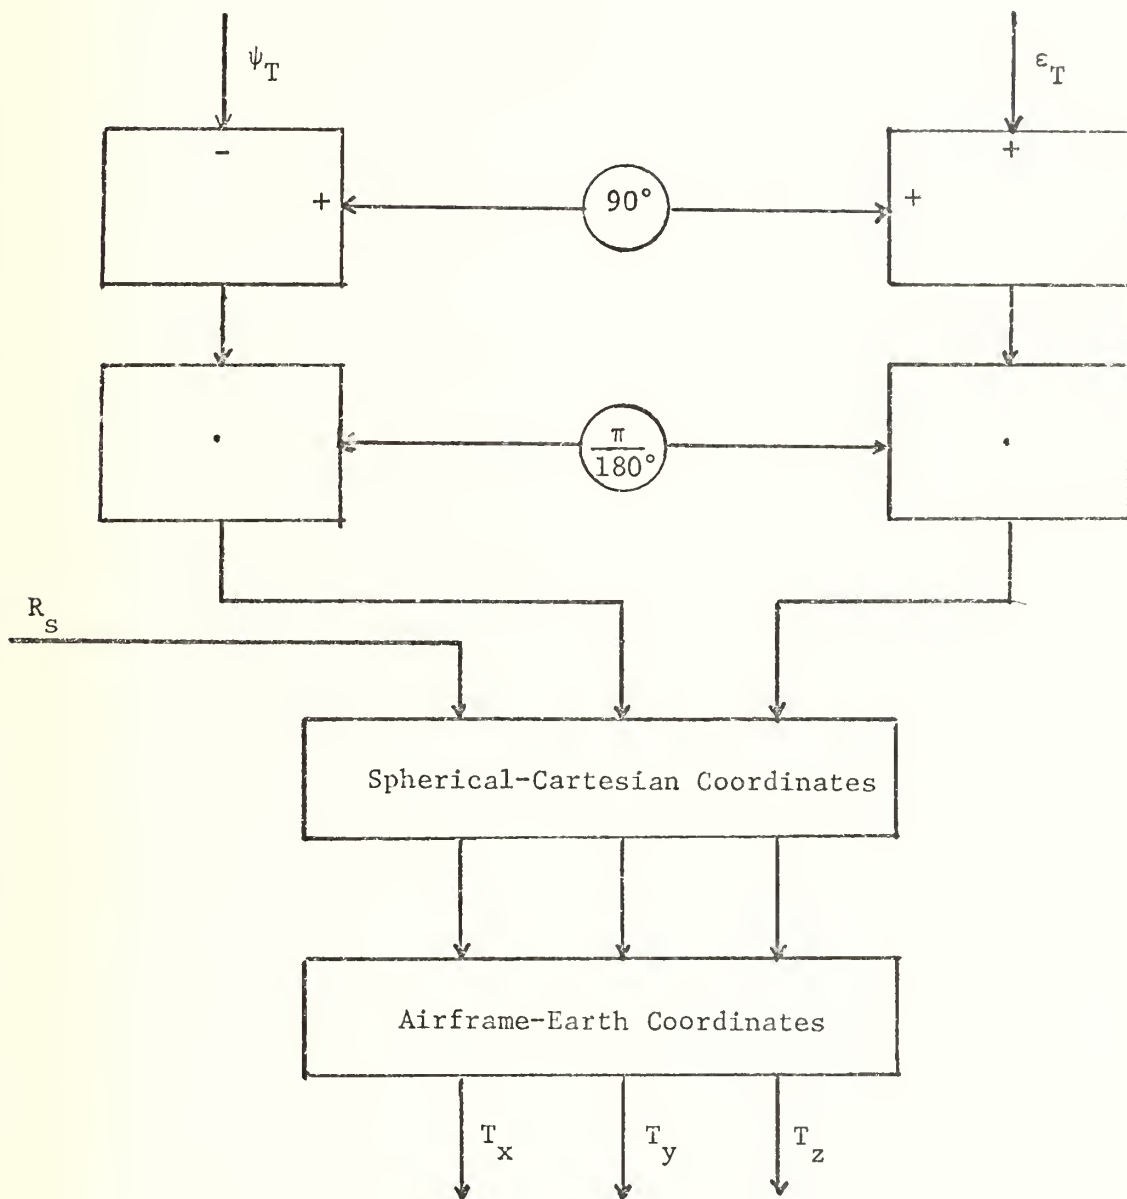 ψT
εT
-
+
+
90°
+
·
π
180°
·
Rs
Spherical-Cartesian Coordinates
Airframe-Earth Coordinates
Tx
Ty
Tz